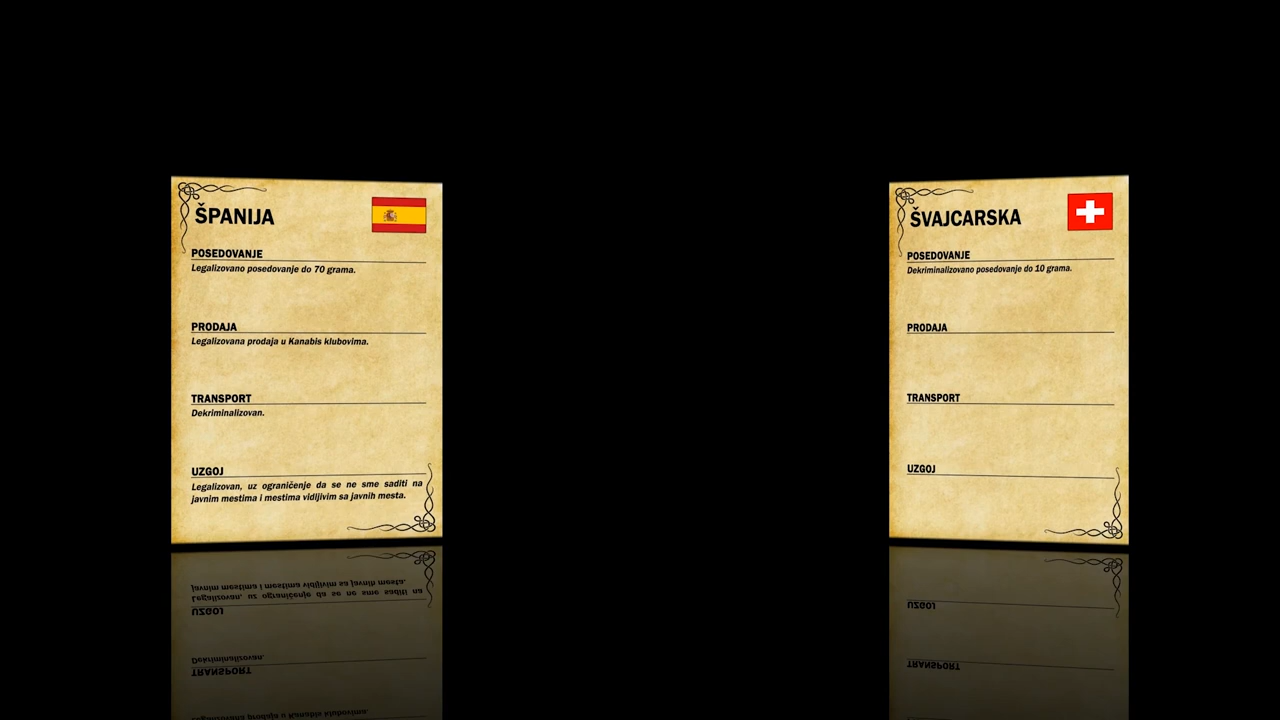 ŠPANIJA
POSEDOVANJE
Legalizovano posedovanje do 70 grama.
PRODAJA
Legalizovana prodaja u Kanabis klubovima.
TRANSPORT
Dekriminalizovan.
UZGOJ
Legalizovan, uz ograničenje da se ne sme saditi na
javnim mestima i mestima vidljivim sa javnih mesta.
ŠVAJCARSKA
POSEDOVANJE
Dekriminalizovano posedovanje do 10 grama.
PRODAJA
TRANSPORT
UZGOJ